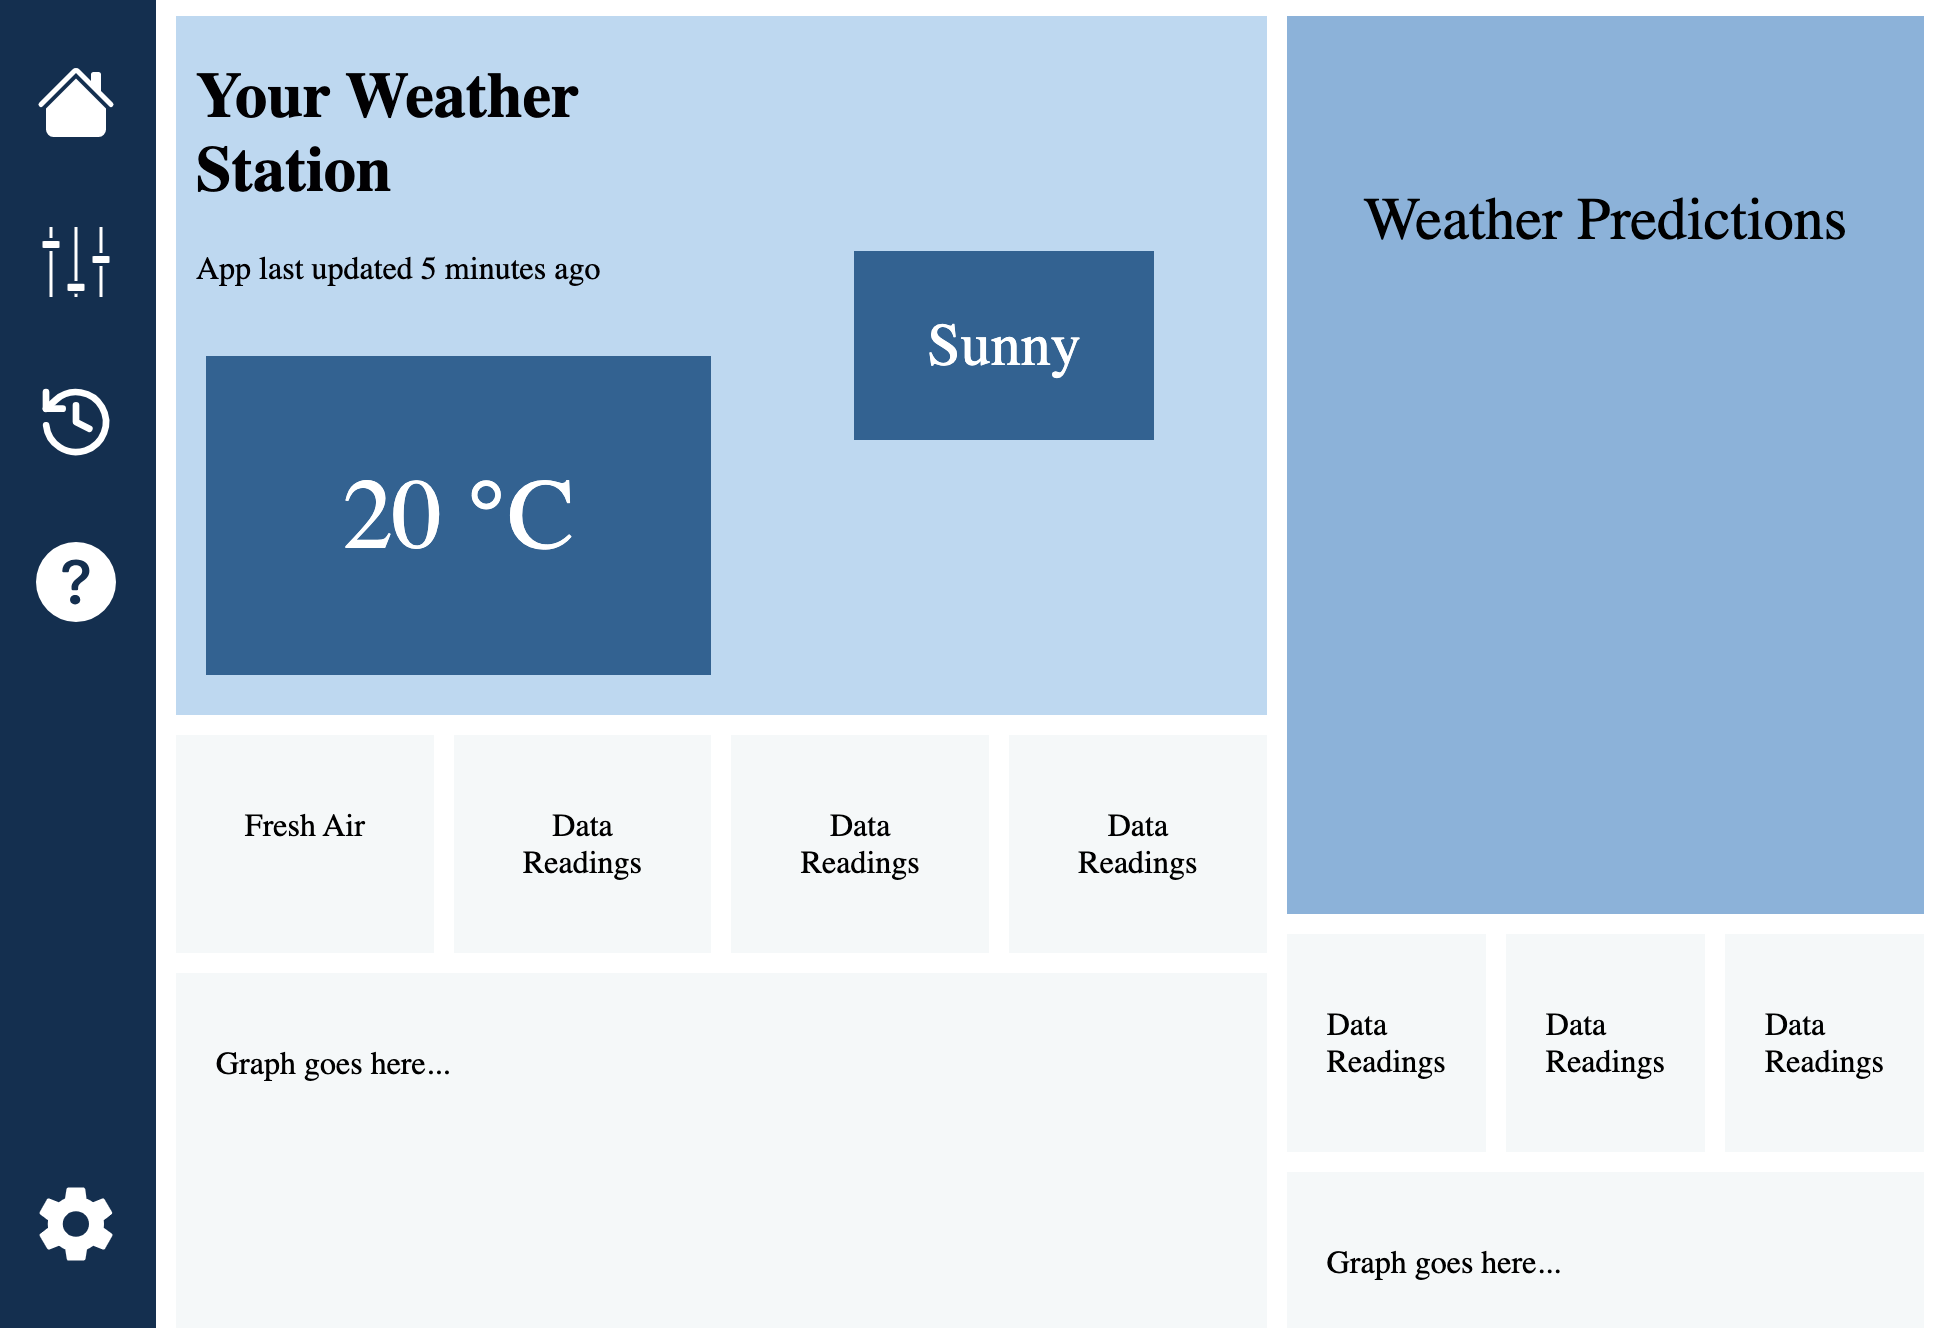 Your Weather
Station
App last updated 5 minutes ago
20 °C
Sunny
Weather Predictions
Fresh Air
Data
Readings
Data
Readings
Data
Readings
Graph goes here...
Data
Readings
Data
Readings
Data
Readings
Graph goes here...